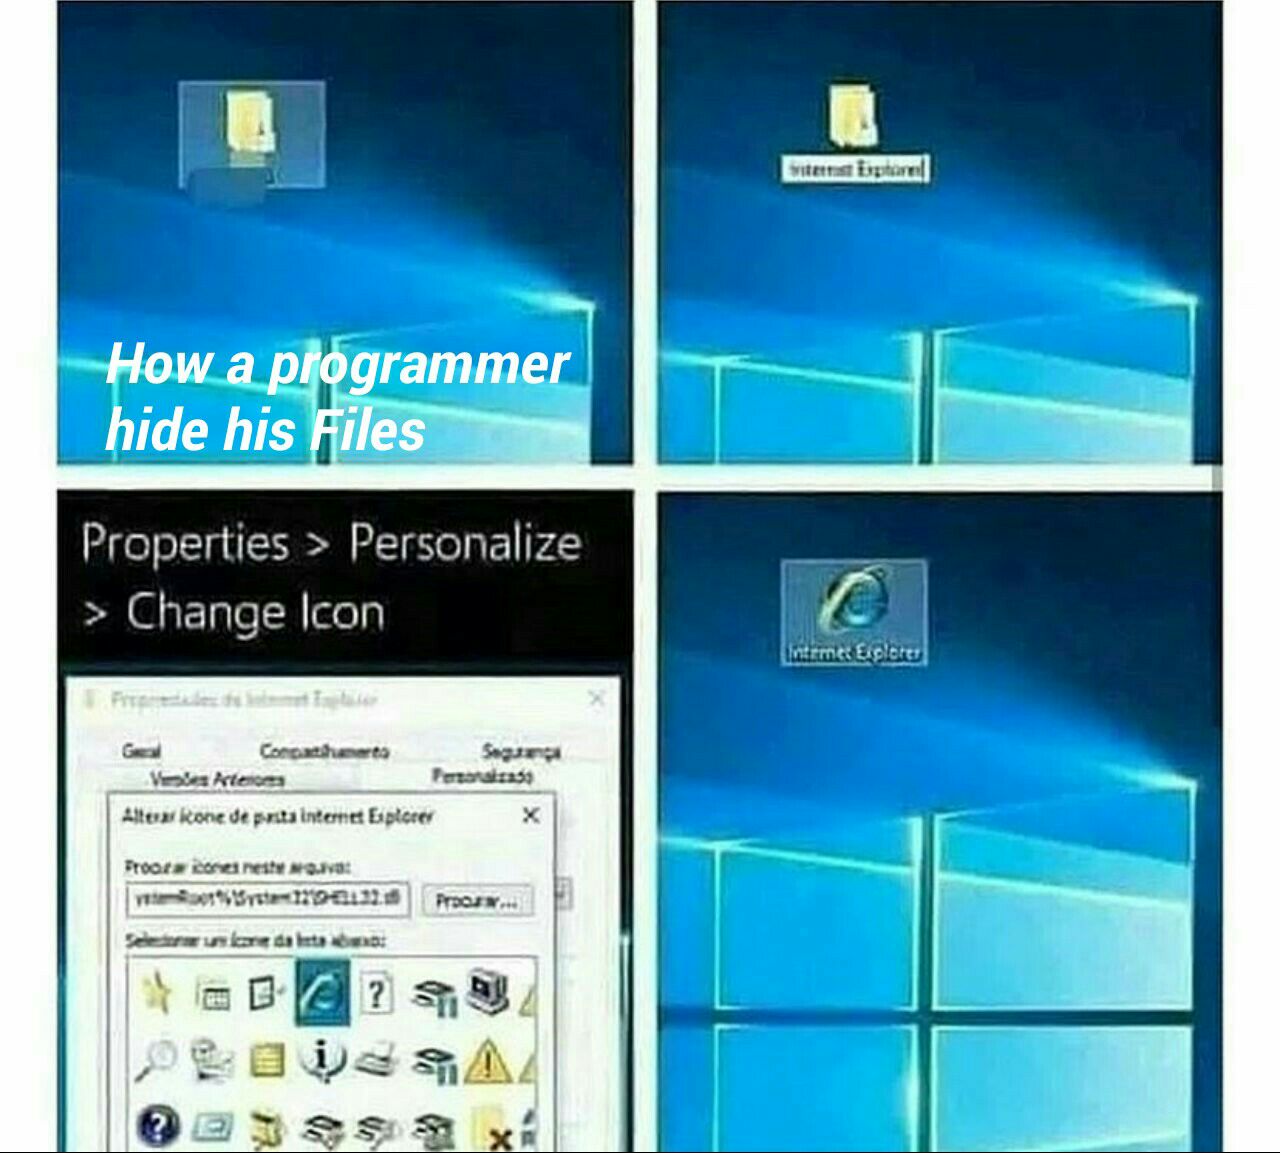 Internet Explorer
How a programmer
hide his Files
Properties > Personalize
> Change Icon
Propriedades de Internet Explorer
Geral Compartilhamento Segurança
Versões Anteriores Personalizado
Alterar ícone de pasta Internet Explorer
Procurar ícones neste arquivo:
ystemRoot%\System32\SHELL32.dll
Procurar...
Selecionar um ícone da lista abaixo:
Internet Explorer